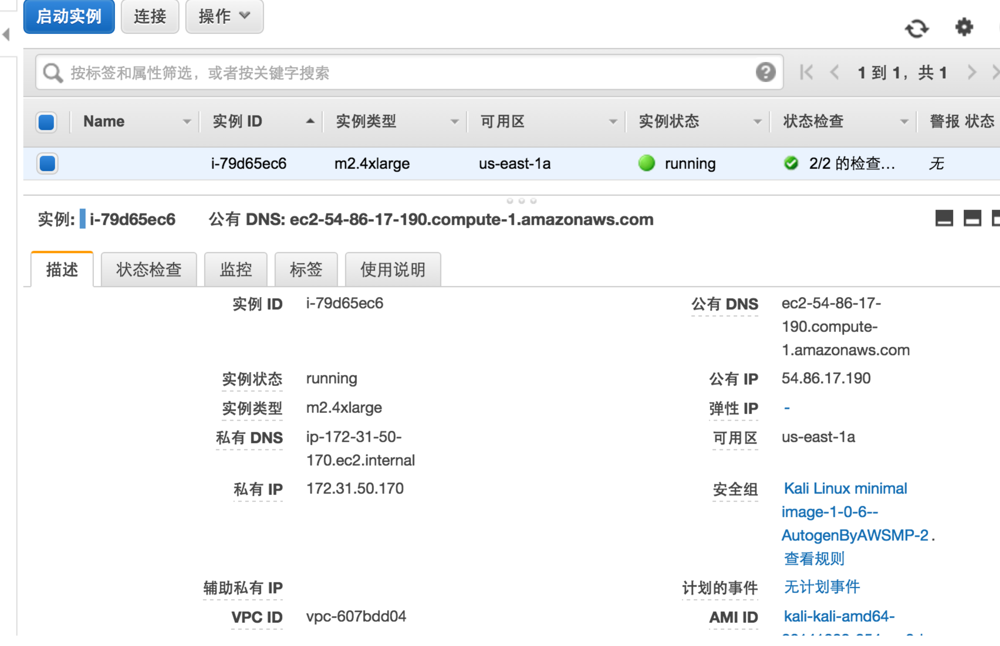 启动实例 连接 操作
按标签和属性筛选，或者按关键字搜索 1 到 1，共 1
Name 实例 ID 实例类型 可用区 实例状态 状态检查 警报 状态
i-79d65ec6 m2.4xlarge us-east-1a running 2/2 的检查… 无
实例: i-79d65ec6 公有 DNS: ec2-54-86-17-190.compute-1.amazonaws.com
描述 状态检查 监控 标签 使用说明
实例 ID i-79d65ec6 公有 DNS ec2-54-86-17-
190.compute-
1.amazonaws.com
实例状态 running 公有 IP 54.86.17.190
实例类型 m2.4xlarge 弹性 IP -
私有 DNS ip-172-31-50- 可用区 us-east-1a
170.ec2.internal
私有 IP 172.31.50.170 安全组 Kali Linux minimal
image-1-0-6--
AutogenByAWSMP-2 .
查看规则
辅助私有 IP 计划的事件 无计划事件
VPC ID vpc-607bdd04 AMI ID kali-kali-amd64-